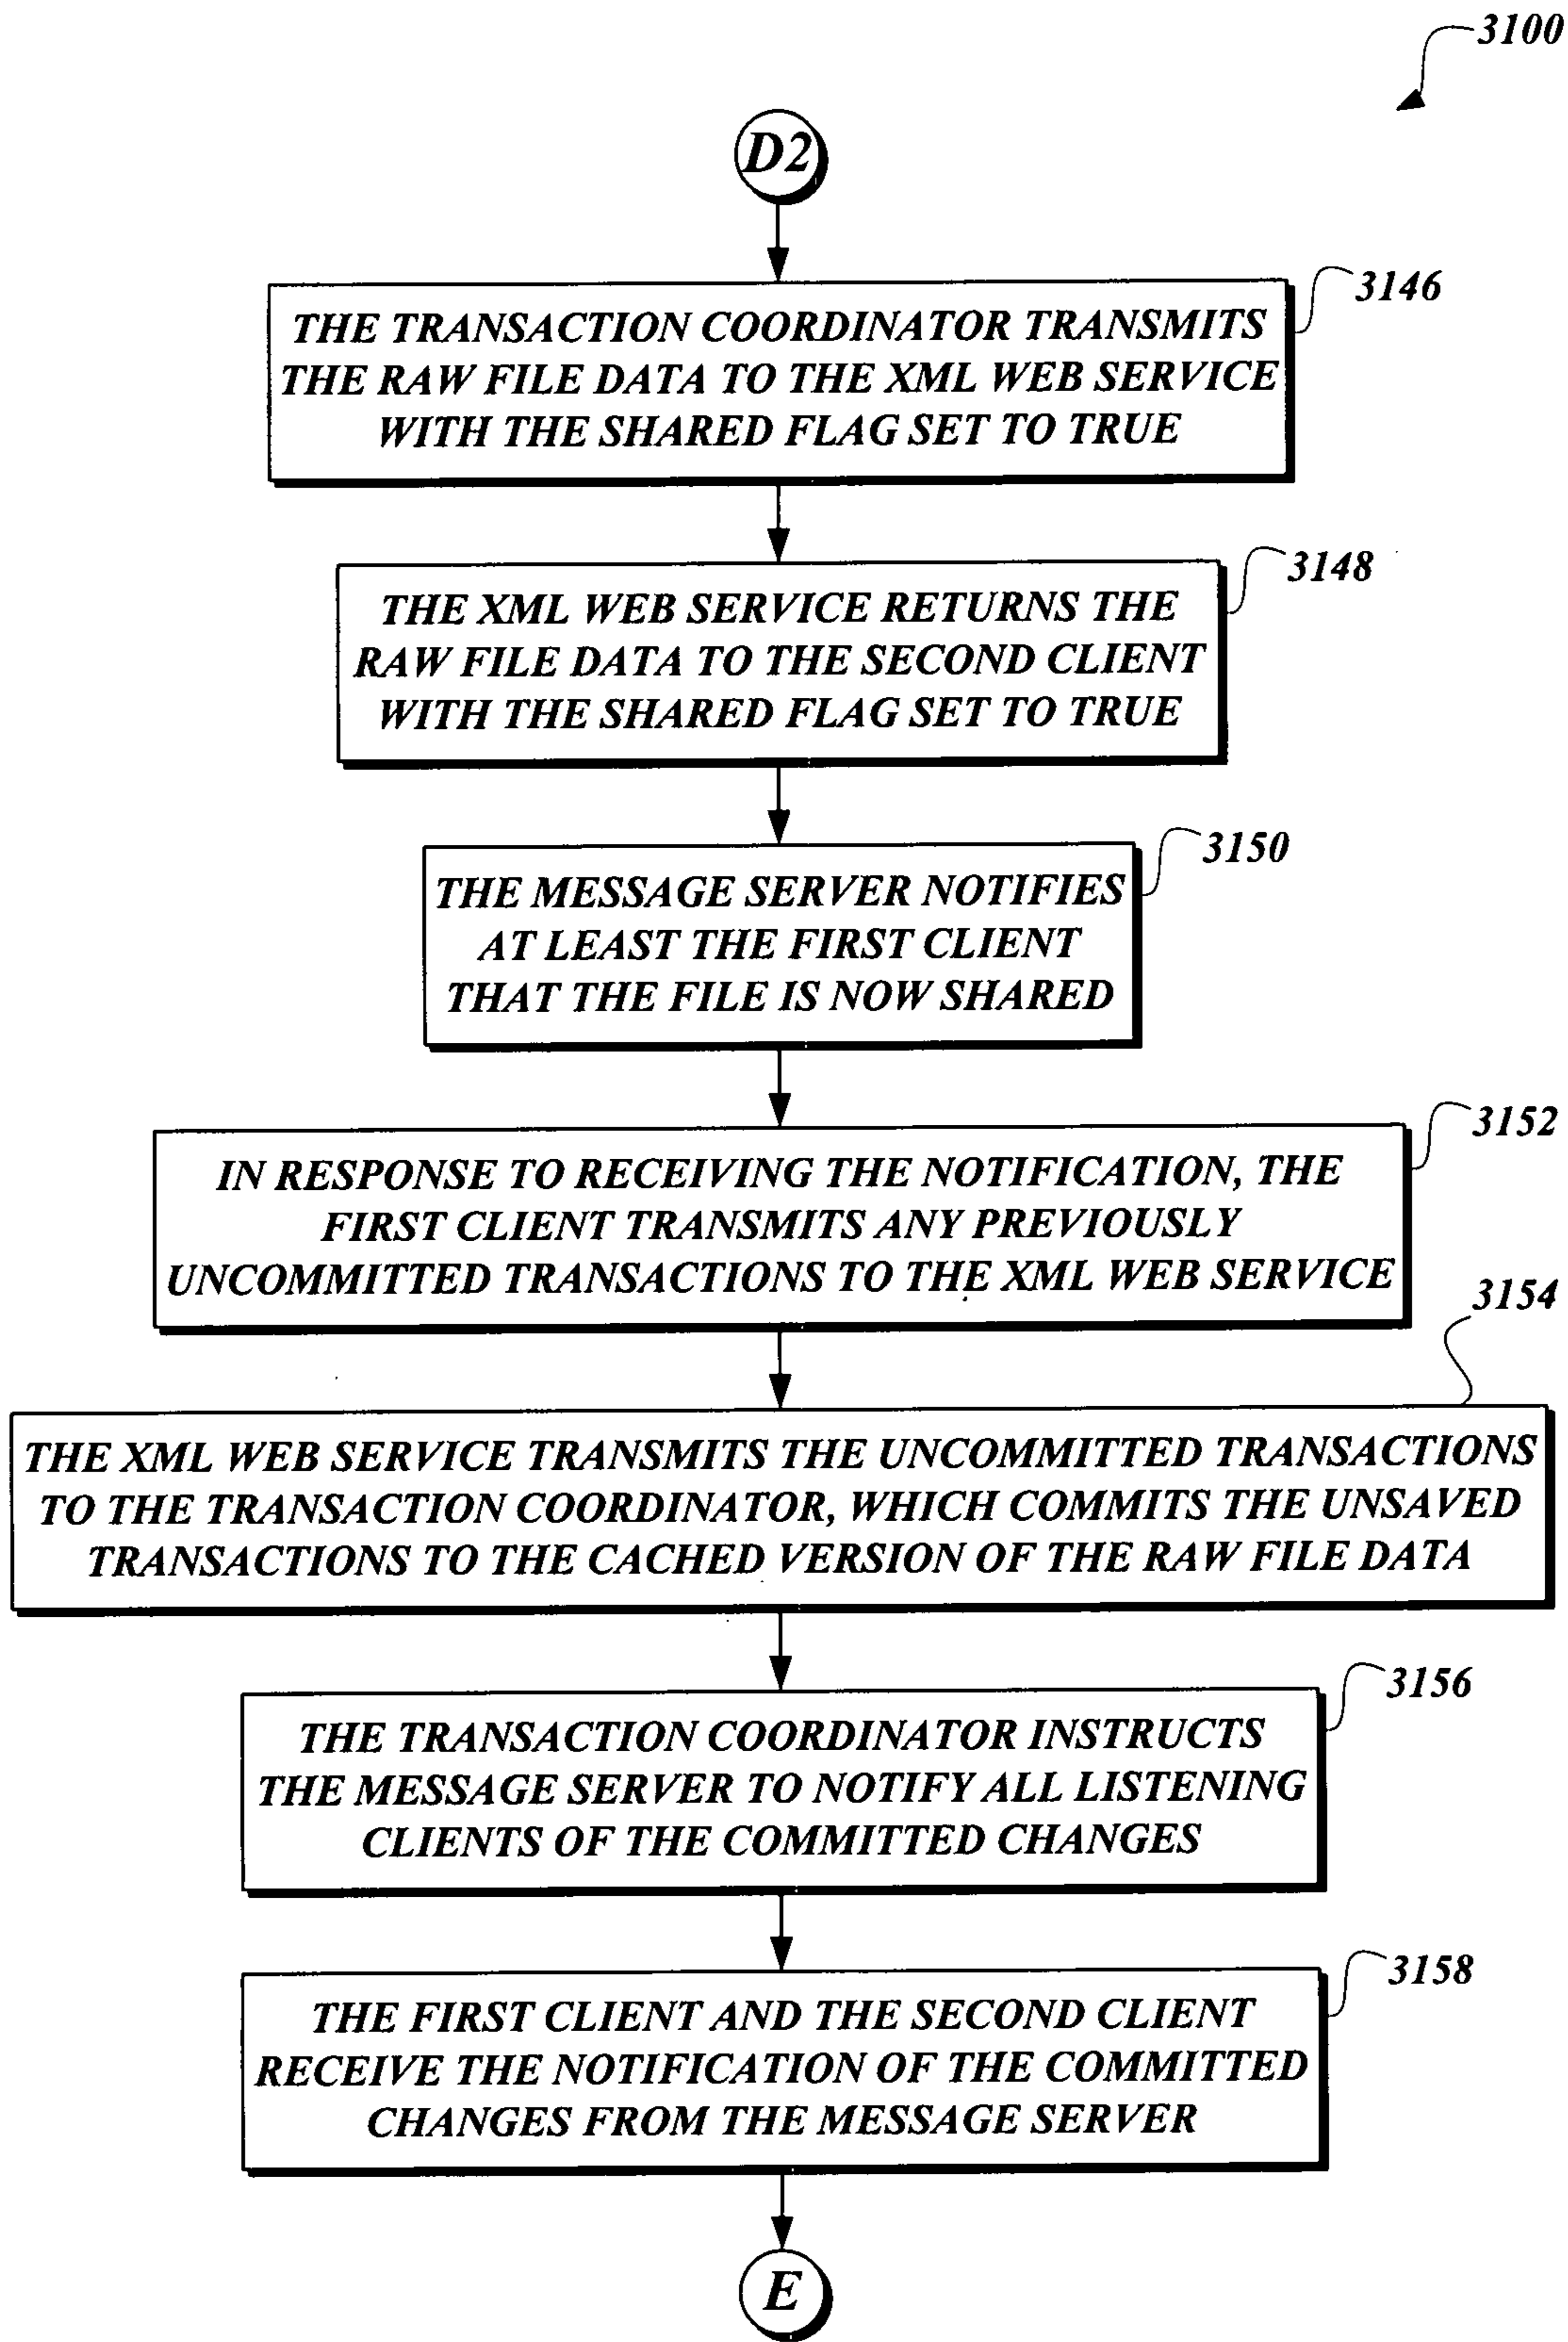 3100
D2
3146
THE TRANSACTION COORDINATOR TRANSMITS
THE RAW FILE DATA TO THE XML WEB SERVICE
WITH THE SHARED FLAG SET TO TRUE
3148
THE XML WEB SERVICE RETURNS THE
RAW FILE DATA TO THE SECOND CLIENT
WITH THE SHARED FLAG SET TO TRUE
3150
THE MESSAGE SERVER NOTIFIES
AT LEAST THE FIRST CLIENT
THAT THE FILE IS NOW SHARED
3152
IN RESPONSE TO RECEIVING THE NOTIFICATION, THE
FIRST CLIENT TRANSMITS ANY PREVIOUSLY
UNCOMMITTED TRANSACTIONS TO THE XML WEB SERVICE
3154
THE XML WEB SERVICE TRANSMITS THE UNCOMMITTED TRANSACTIONS
TO THE TRANSACTION COORDINATOR, WHICH COMMITS THE UNSAVED
TRANSACTIONS TO THE CACHED VERSION OF THE RAW FILE DATA
3156
THE TRANSACTION COORDINATOR INSTRUCTS
THE MESSAGE SERVER TO NOTIFY ALL LISTENING
CLIENTS OF THE COMMITTED CHANGES
3158
THE FIRST CLIENT AND THE SECOND CLIENT
RECEIVE THE NOTIFICATION OF THE COMMITTED
CHANGES FROM THE MESSAGE SERVER
E